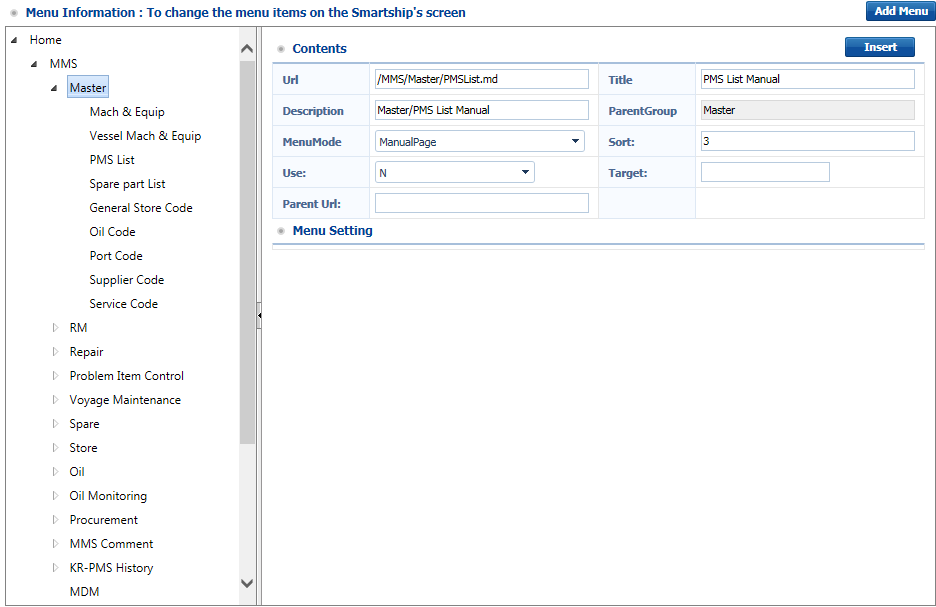 Menu Information : To change the menu items on the Smartship's screen
Add Menu
Home
MMS
Master
Mach & Equip
Vessel Mach & Equip
PMS List
Spare part List
General Store Code
Oil Code
Port Code
Supplier Code
Service Code
RM
Repair
Problem Item Control
Voyage Maintenance
Spare
Store
Oil
Oil Monitoring
Procurement
MMS Comment
KR-PMS History
MDM
Contents
Insert
Url /MMS/Master/PMSList.md Title PMS List Manual
Description Master/PMS List Manual ParentGroup Master
MenuMode ManualPage Sort: 3
Use: N Target:
Parent Url:
Menu Setting